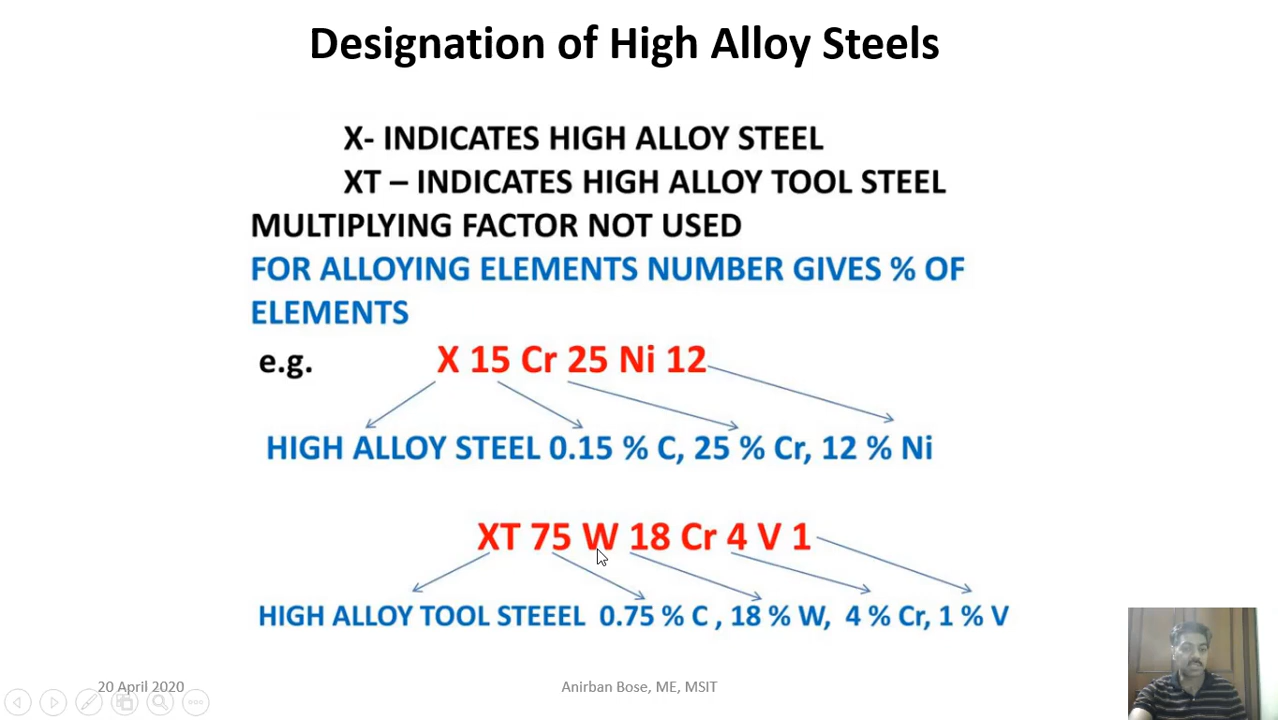 Designation of High Alloy Steels
X- INDICATES HIGH ALLOY STEEL
XT – INDICATES HIGH ALLOY TOOL STEEL
MULTIPLYING FACTOR NOT USED
FOR ALLOYING ELEMENTS NUMBER GIVES % OF
ELEMENTS
e.g. X 15 Cr 25 Ni 12
HIGH ALLOY STEEL 0.15 % C, 25 % Cr, 12 % Ni
XT 75 W 18 Cr 4 V 1
HIGH ALLOY TOOL STEEEL 0.75 % C , 18 % W, 4 % Cr, 1 % V
20 April 2020 Anirban Bose, ME, MSIT